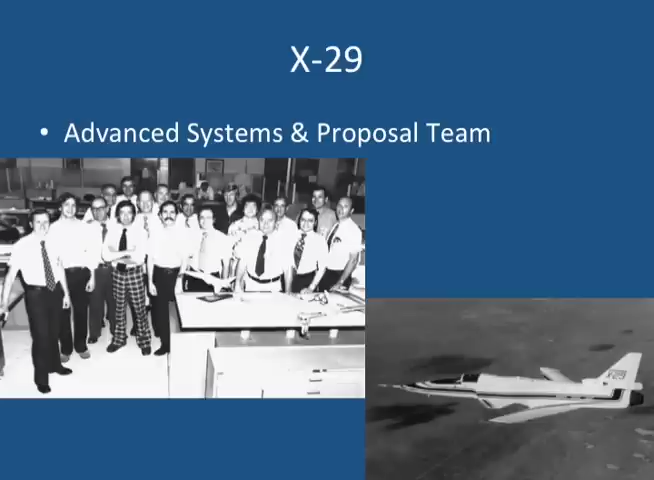 X-29
• Advanced Systems & Proposal Team